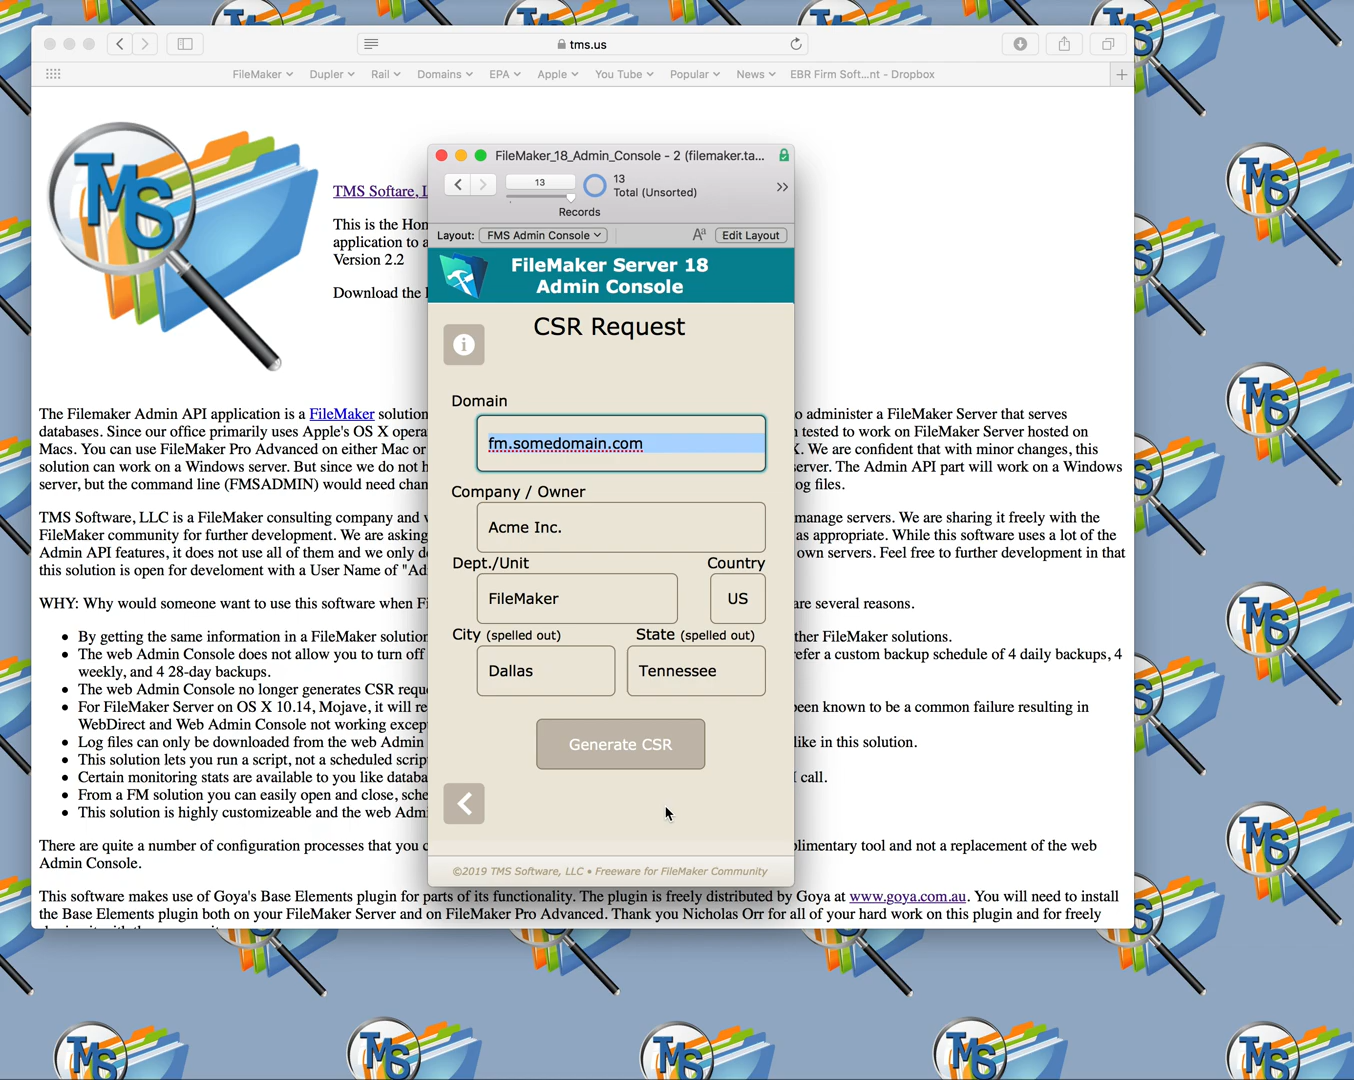 tms.us
FileMaker Dupler Rail Domains EPA Apple You Tube Popular News EBR Firm Soft...nt - Dropbox
TMS
TMS Softare, L
This is the Hon
application to a
Version 2.2
Download the
FileMaker_18_Admin_Console - 2 (filemaker.ta...
13
13
Total (Unsorted)
Records
Layout: FMS Admin Console Aa Edit Layout
FileMaker Server 18
Admin Console
CSR Request
Domain
fm.somedomain.com
Company / Owner
Acme Inc.
Dept./Unit Country
FileMaker US
City (spelled out) State (spelled out)
Dallas Tennessee
Generate CSR
©2019 TMS Software, LLC • Freeware for FileMaker Community
The Filemaker Admin API application is a FileMaker solution o administer a FileMaker Server that serves
databases. Since our office primarily uses Apple's OS X opera tested to work on FileMaker Server hosted on
Macs. You can use FileMaker Pro Advanced on either Mac or X. We are confident that with minor changes, this
solution can work on a Windows server. But since we do not h erver. The Admin API part will work on a Windows
server, but the command line (FMSADMIN) would need chan og files.
TMS Software, LLC is a FileMaker consulting company and manage servers. We are sharing it freely with the
FileMaker community for further development. We are asking as appropriate. While this software uses a lot of the
Admin API features, it does not use all of them and we only d own servers. Feel free to further development in that
this solution is open for develoment with a User Name of "Ad
WHY: Why would someone want to use this software when Fi are several reasons.
By getting the same information in a FileMaker solution ther FileMaker solutions.
The web Admin Console does not allow you to turn off efer a custom backup schedule of 4 daily backups, 4
weekly, and 4 28-day backups.
The web Admin Console no longer generates CSR requ
For FileMaker Server on OS X 10.14, Mojave, it will re een known to be a common failure resulting in
WebDirect and Web Admin Console not working excep
Log files can only be downloaded from the web Admin like in this solution.
This solution lets you run a script, not a scheduled scrip
Certain monitoring stats are available to you like databa I call.
From a FM solution you can easily open and close, sche
This solution is highly customizeable and the web Adm
There are quite a number of configuration processes that you c plimentary tool and not a replacement of the web
Admin Console.
This software makes use of Goya's Base Elements plugin for parts of its functionality. The plugin is freely distributed by Goya at www.goya.com.au. You will need to install
the Base Elements plugin both on your FileMaker Server and on FileMaker Pro Advanced. Thank you Nicholas Orr for all of your hard work on this plugin and for freely